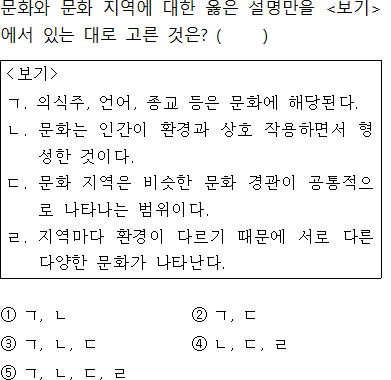 문화와 문화 지역에 대한 옳은 설명만을 <보기>
에서 있는 대로 고른 것은? (      )
<보기>
ㄱ. 의식주, 언어, 종교 등은 문화에 해당된다.
ㄴ. 문화는 인간이 환경과 상호 작용하면서 형
성한 것이다.
ㄷ. 문화 지역은 비슷한 문화 경관이 공통적으
로 나타나는 범위이다.
ㄹ. 지역마다 환경이 다르기 때문에 서로 다른
다양한 문화가 나타난다.
① ㄱ, ㄴ ② ㄱ, ㄷ
③ ㄱ, ㄴ, ㄷ ④ ㄴ, ㄷ, ㄹ
⑤ ㄱ, ㄴ, ㄷ, ㄹ